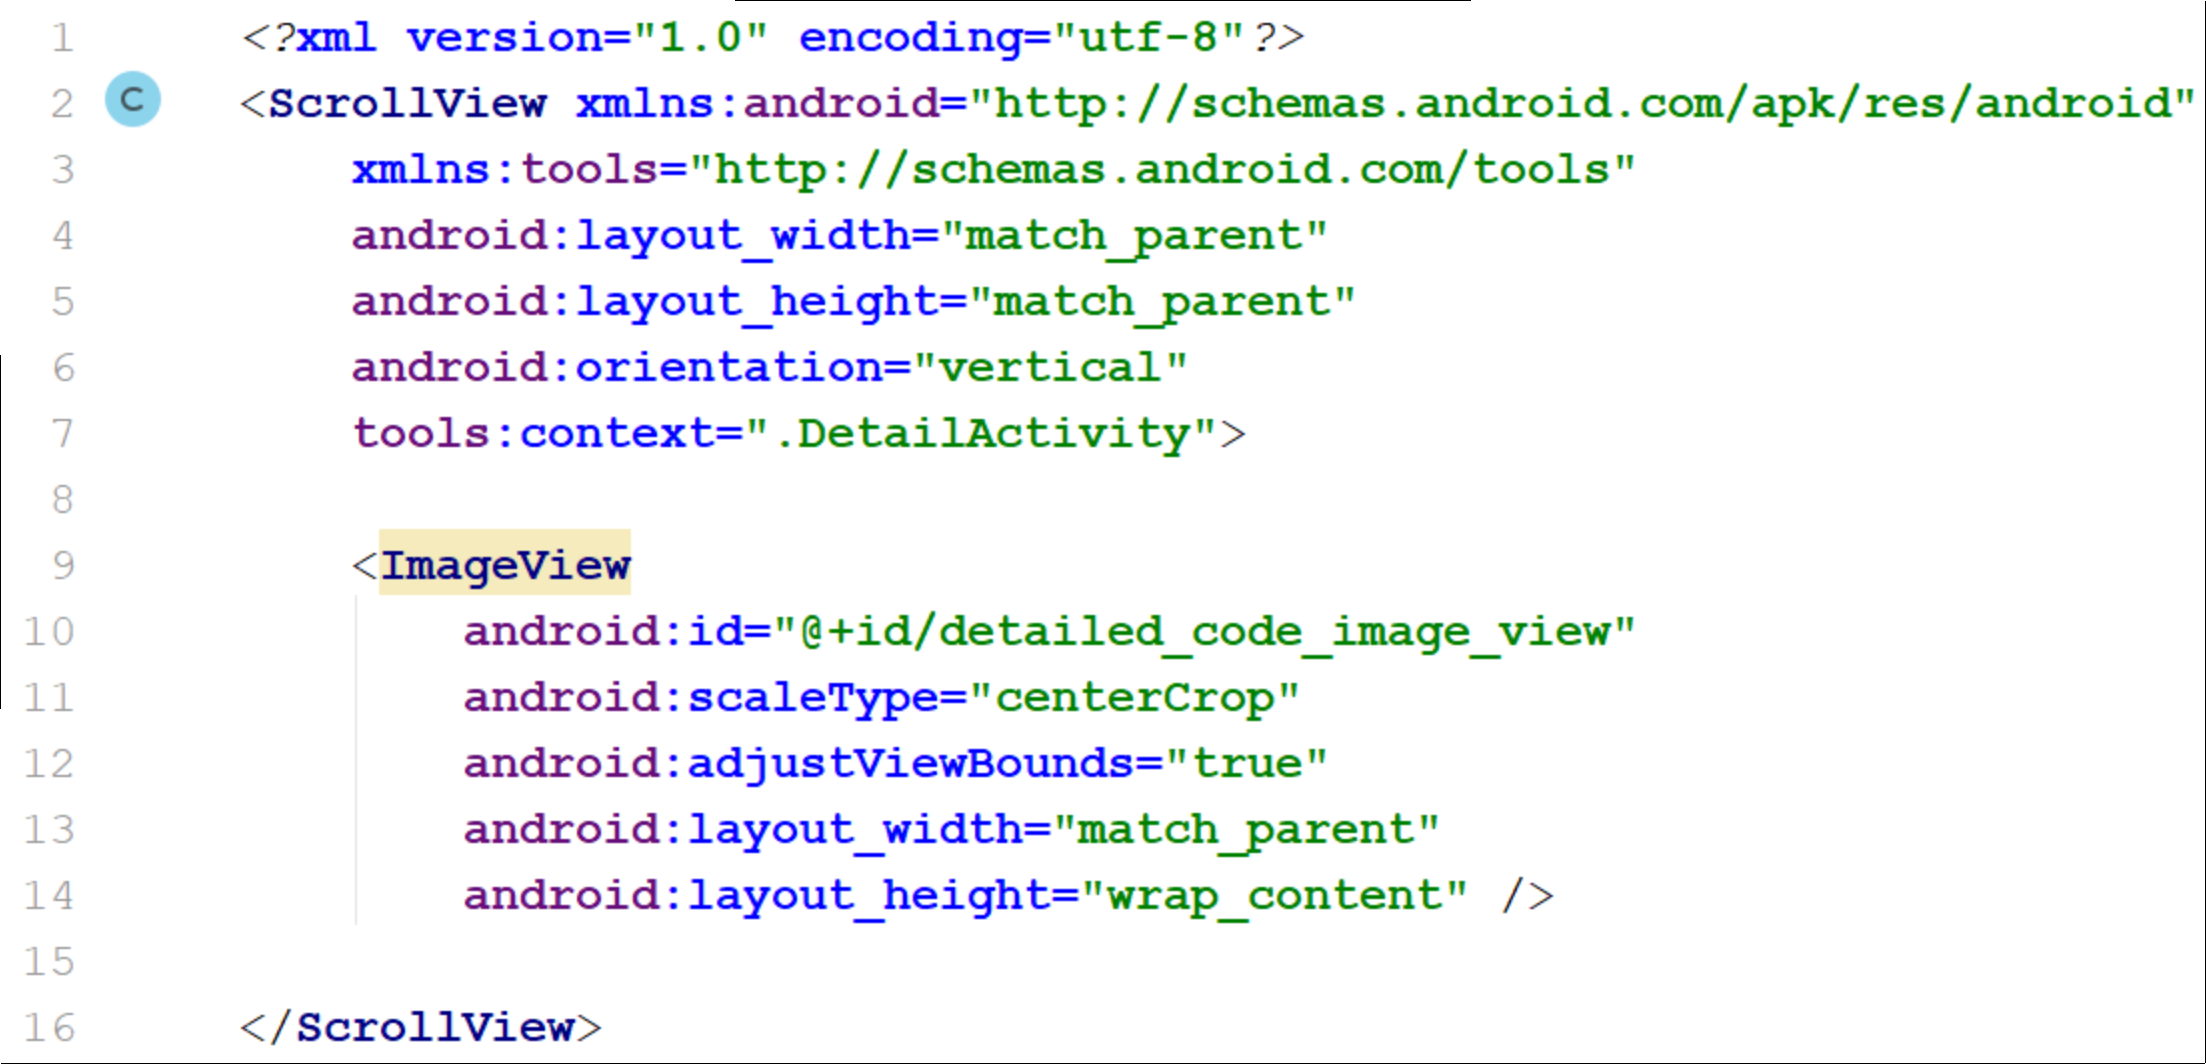 1 <?xml version="1.0" encoding="utf-8"?>
2 C <ScrollView xmlns:android="http://schemas.android.com/apk/res/android"
3 xmlns:tools="http://schemas.android.com/tools"
4 android:layout_width="match_parent"
5 android:layout_height="match_parent"
6 android:orientation="vertical"
7 tools:context=".DetailActivity">
8
9 <ImageView
10 android:id="@+id/detailed_code_image_view"
11 android:scaleType="centerCrop"
12 android:adjustViewBounds="true"
13 android:layout_width="match_parent"
14 android:layout_height="wrap_content" />
15
16 </ScrollView>